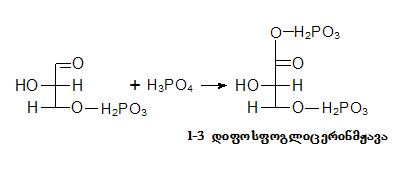 O—H₂PO₃
O
O
HO H + H₃PO₄ HO H
H O—H₂PO₃ H O—H₂PO₃
1-3 დიფოსფოგლიცერინმჟავა